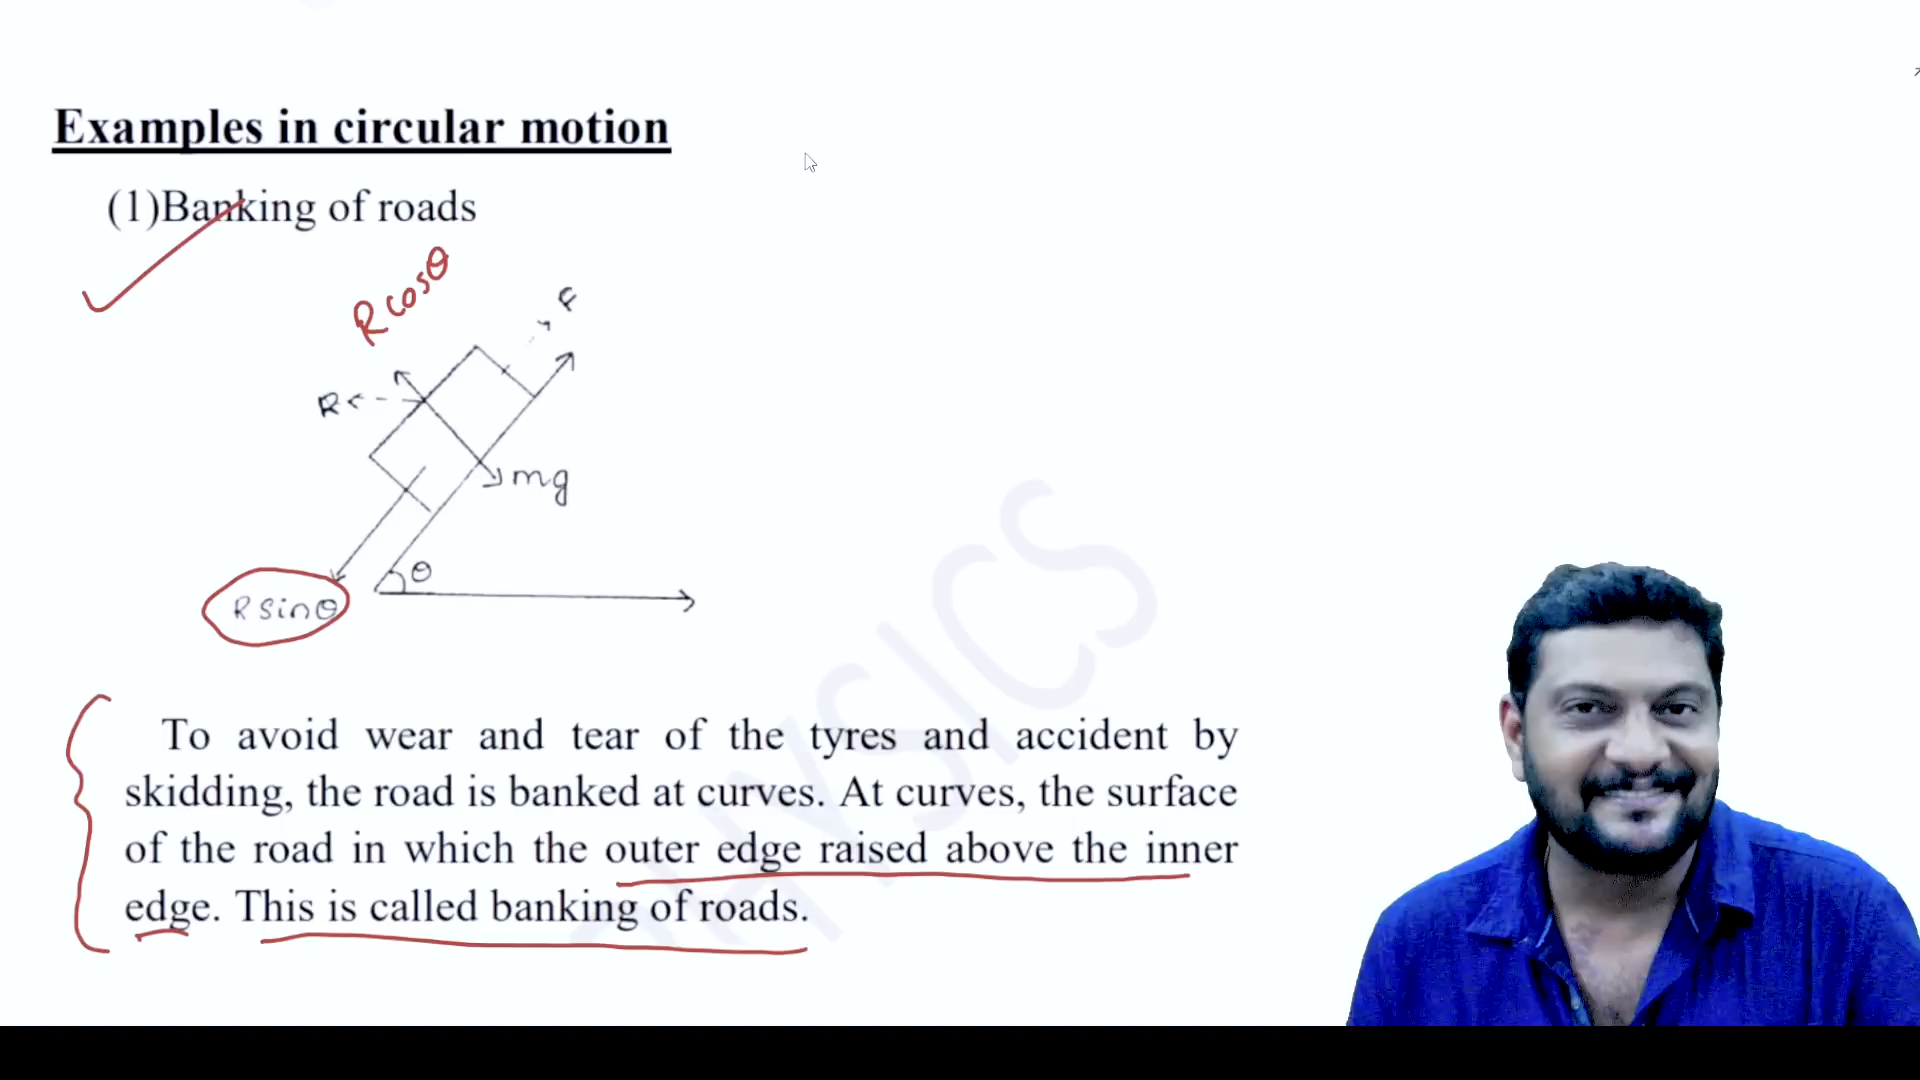 Examples in circular motion
(1)Banking of roads
R cosθ
F
R
mg
θ
R sinθ
To avoid wear and tear of the tyres and accident by
skidding, the road is banked at curves. At curves, the surface
of the road in which the outer edge raised above the inner
edge. This is called banking of roads.
PHYSICS